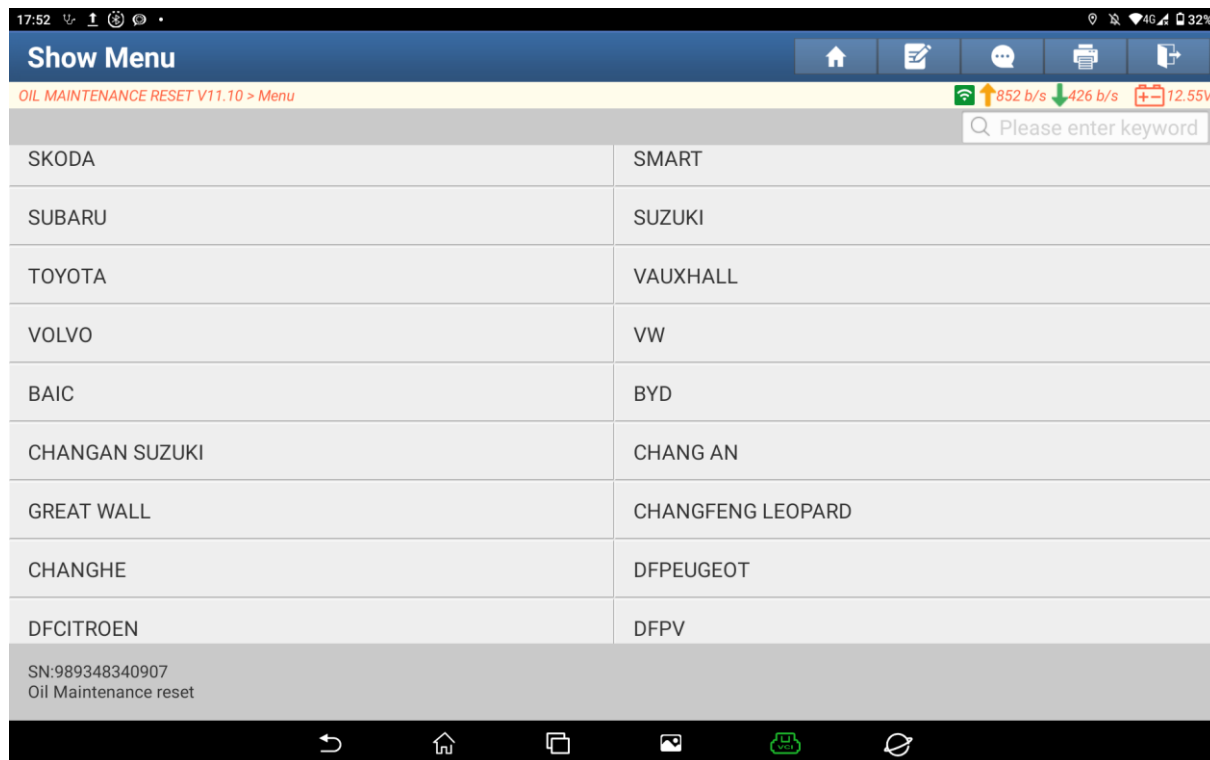 17:52 4G 32%
Show Menu
OIL MAINTENANCE RESET V11.10 > Menu 852 b/s 426 b/s 12.55V
Please enter keyword
SKODA SMART
SUBARU SUZUKI
TOYOTA VAUXHALL
VOLVO VW
BAIC BYD
CHANGAN SUZUKI CHANG AN
GREAT WALL CHANGFENG LEOPARD
CHANGHE DFPEUGEOT
DFCITROEN DFPV
SN:989348340907
Oil Maintenance reset
VCI